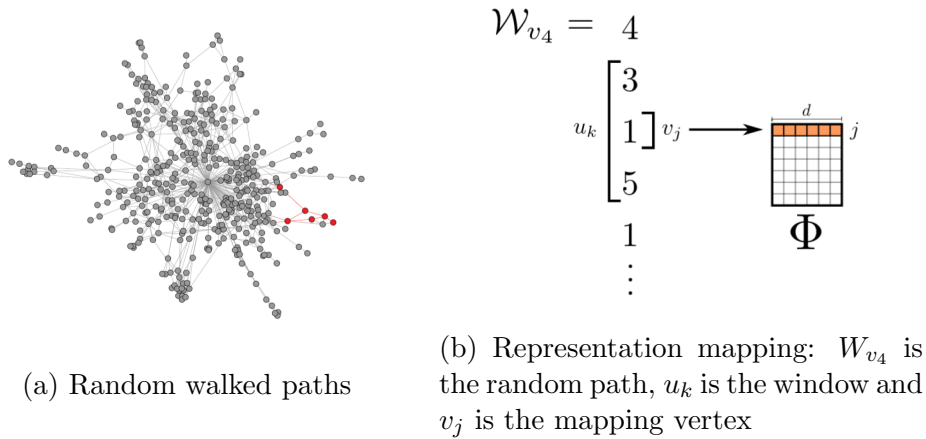 𝒲v₄ = 4
3
uₖ 1 vⱼ
5
1
⋮
d
j
Φ
(a) Random walked paths
(b) Representation mapping: Wv₄ is
the random path, uₖ is the window and
vⱼ is the mapping vertex